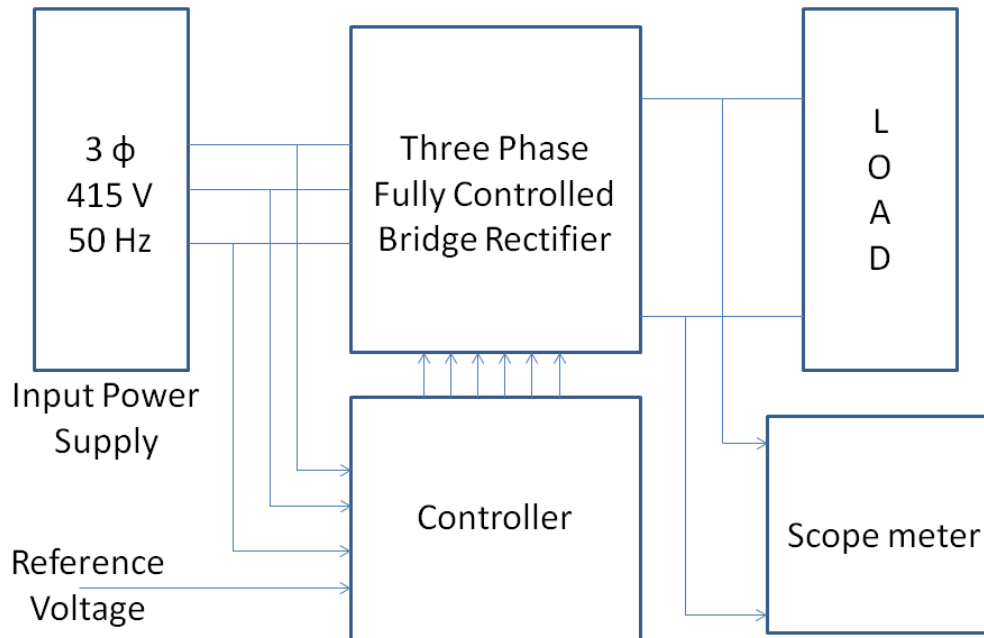 3 ϕ
415 V
50 Hz
Input Power
Supply
Three Phase
Fully Controlled
Bridge Rectifier
L
O
A
D
Controller
Scope meter
Reference
Voltage